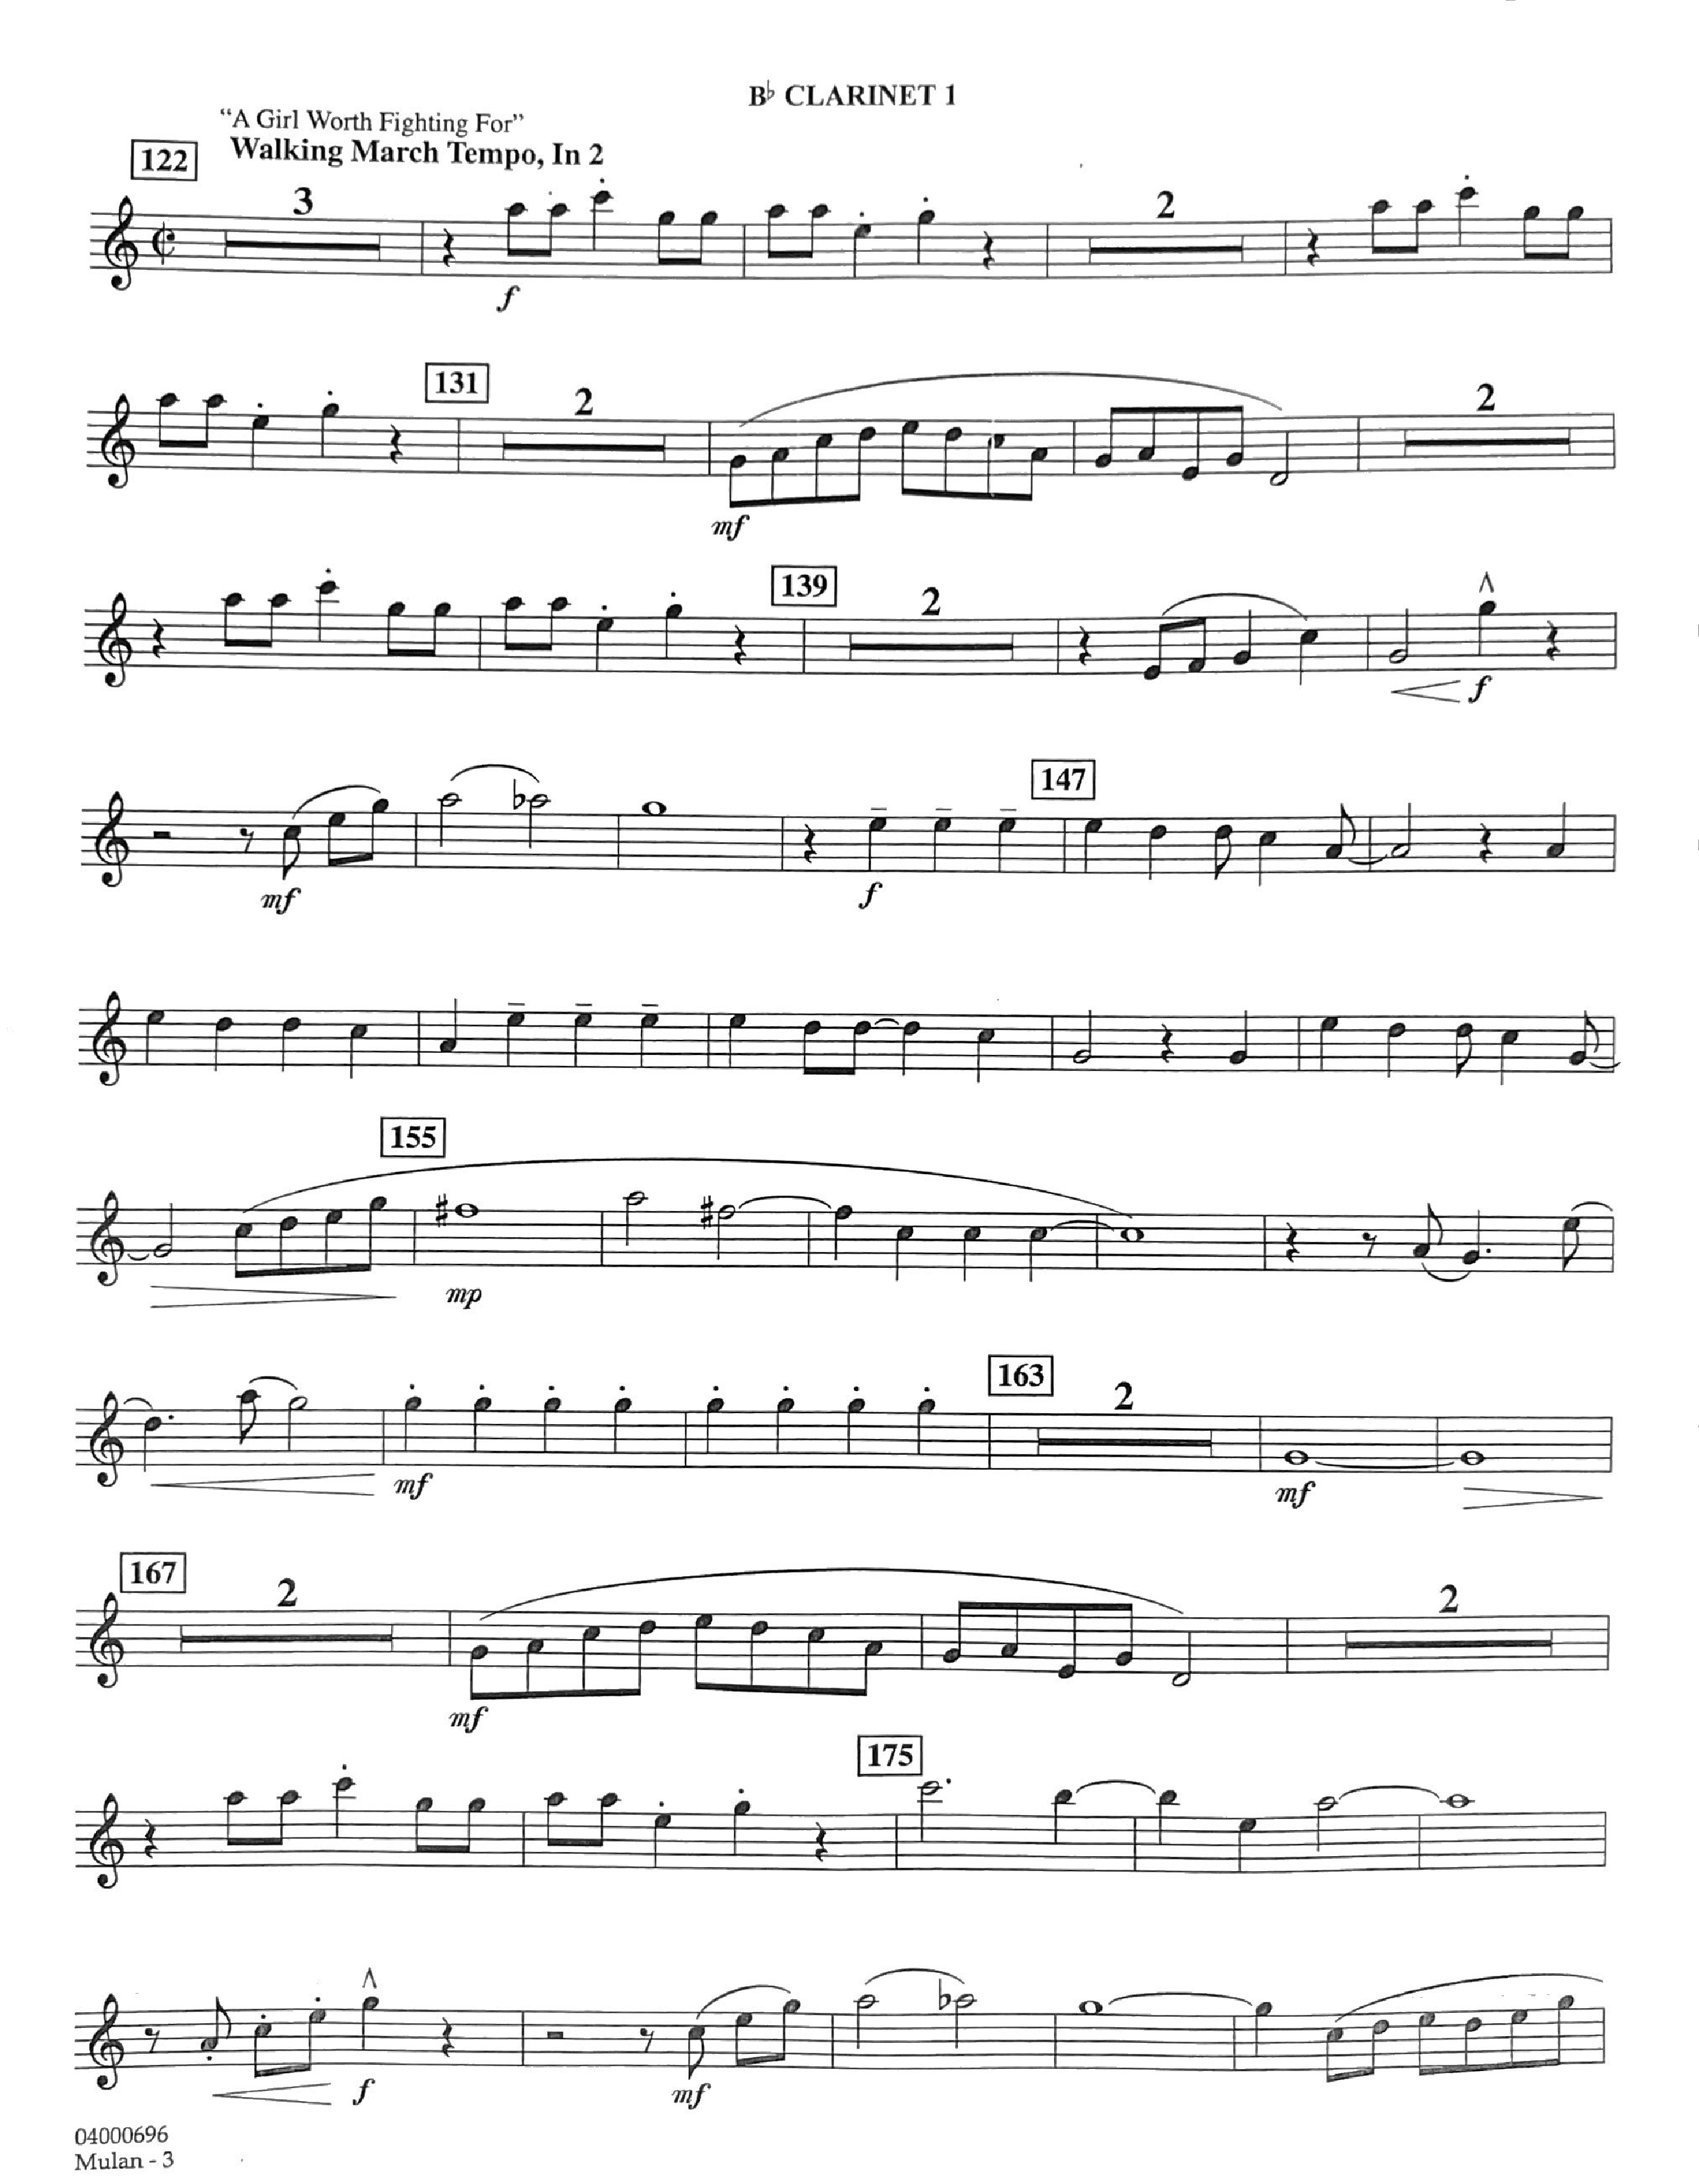 B♭ CLARINET 1
"A Girl Worth Fighting For"
122 Walking March Tempo, In 2
3 2
f
131 2 2
mf
139 2
f
147
mf f
155
mp
163 2
mf mf
167 2 2
mf
175
f mf
04000696
Mulan - 3